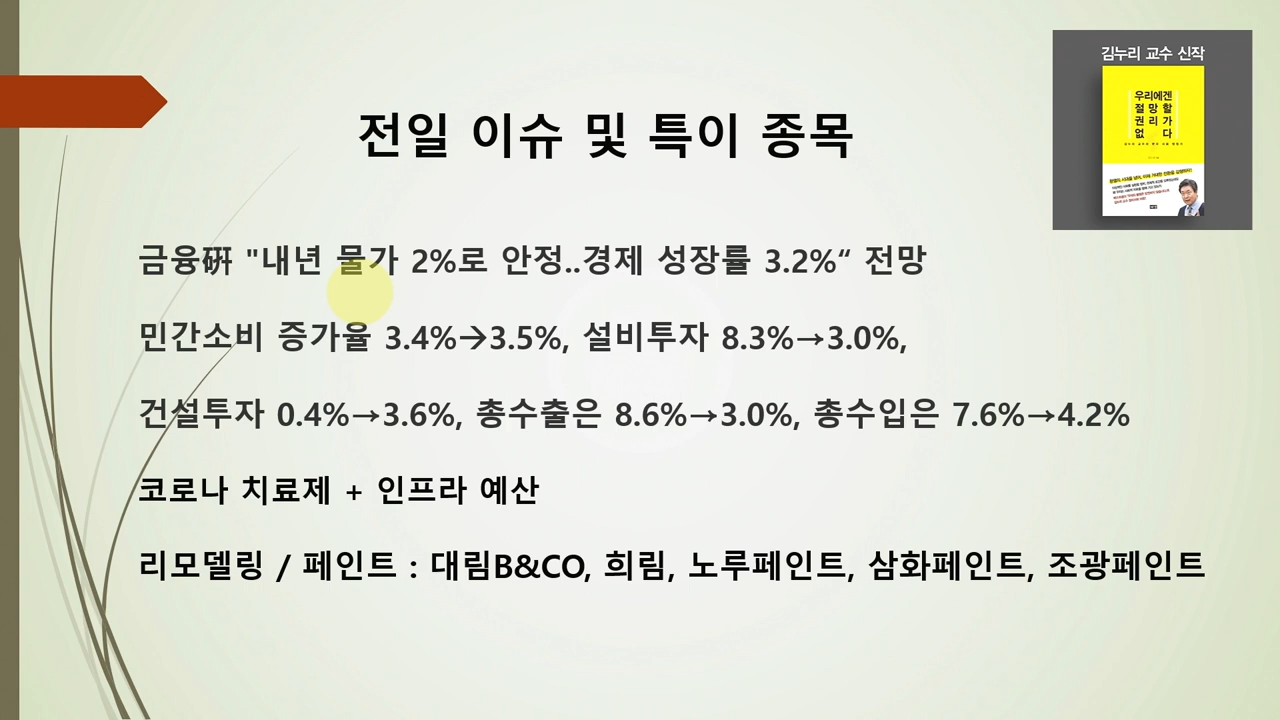 김누리 교수 신작
우리에겐
절망할
권리가
없다
전일 이슈 및 특이 종목
금융硏 "내년 물가 2%로 안정..경제 성장률 3.2%“ 전망
민간소비 증가율 3.4%→3.5%, 설비투자 8.3%→3.0%,
건설투자 0.4%→3.6%, 총수출은 8.6%→3.0%, 총수입은 7.6%→4.2%
코로나 치료제 + 인프라 예산
리모델링 / 페인트 : 대림B&CO, 희림, 노루페인트, 삼화페인트, 조광페인트